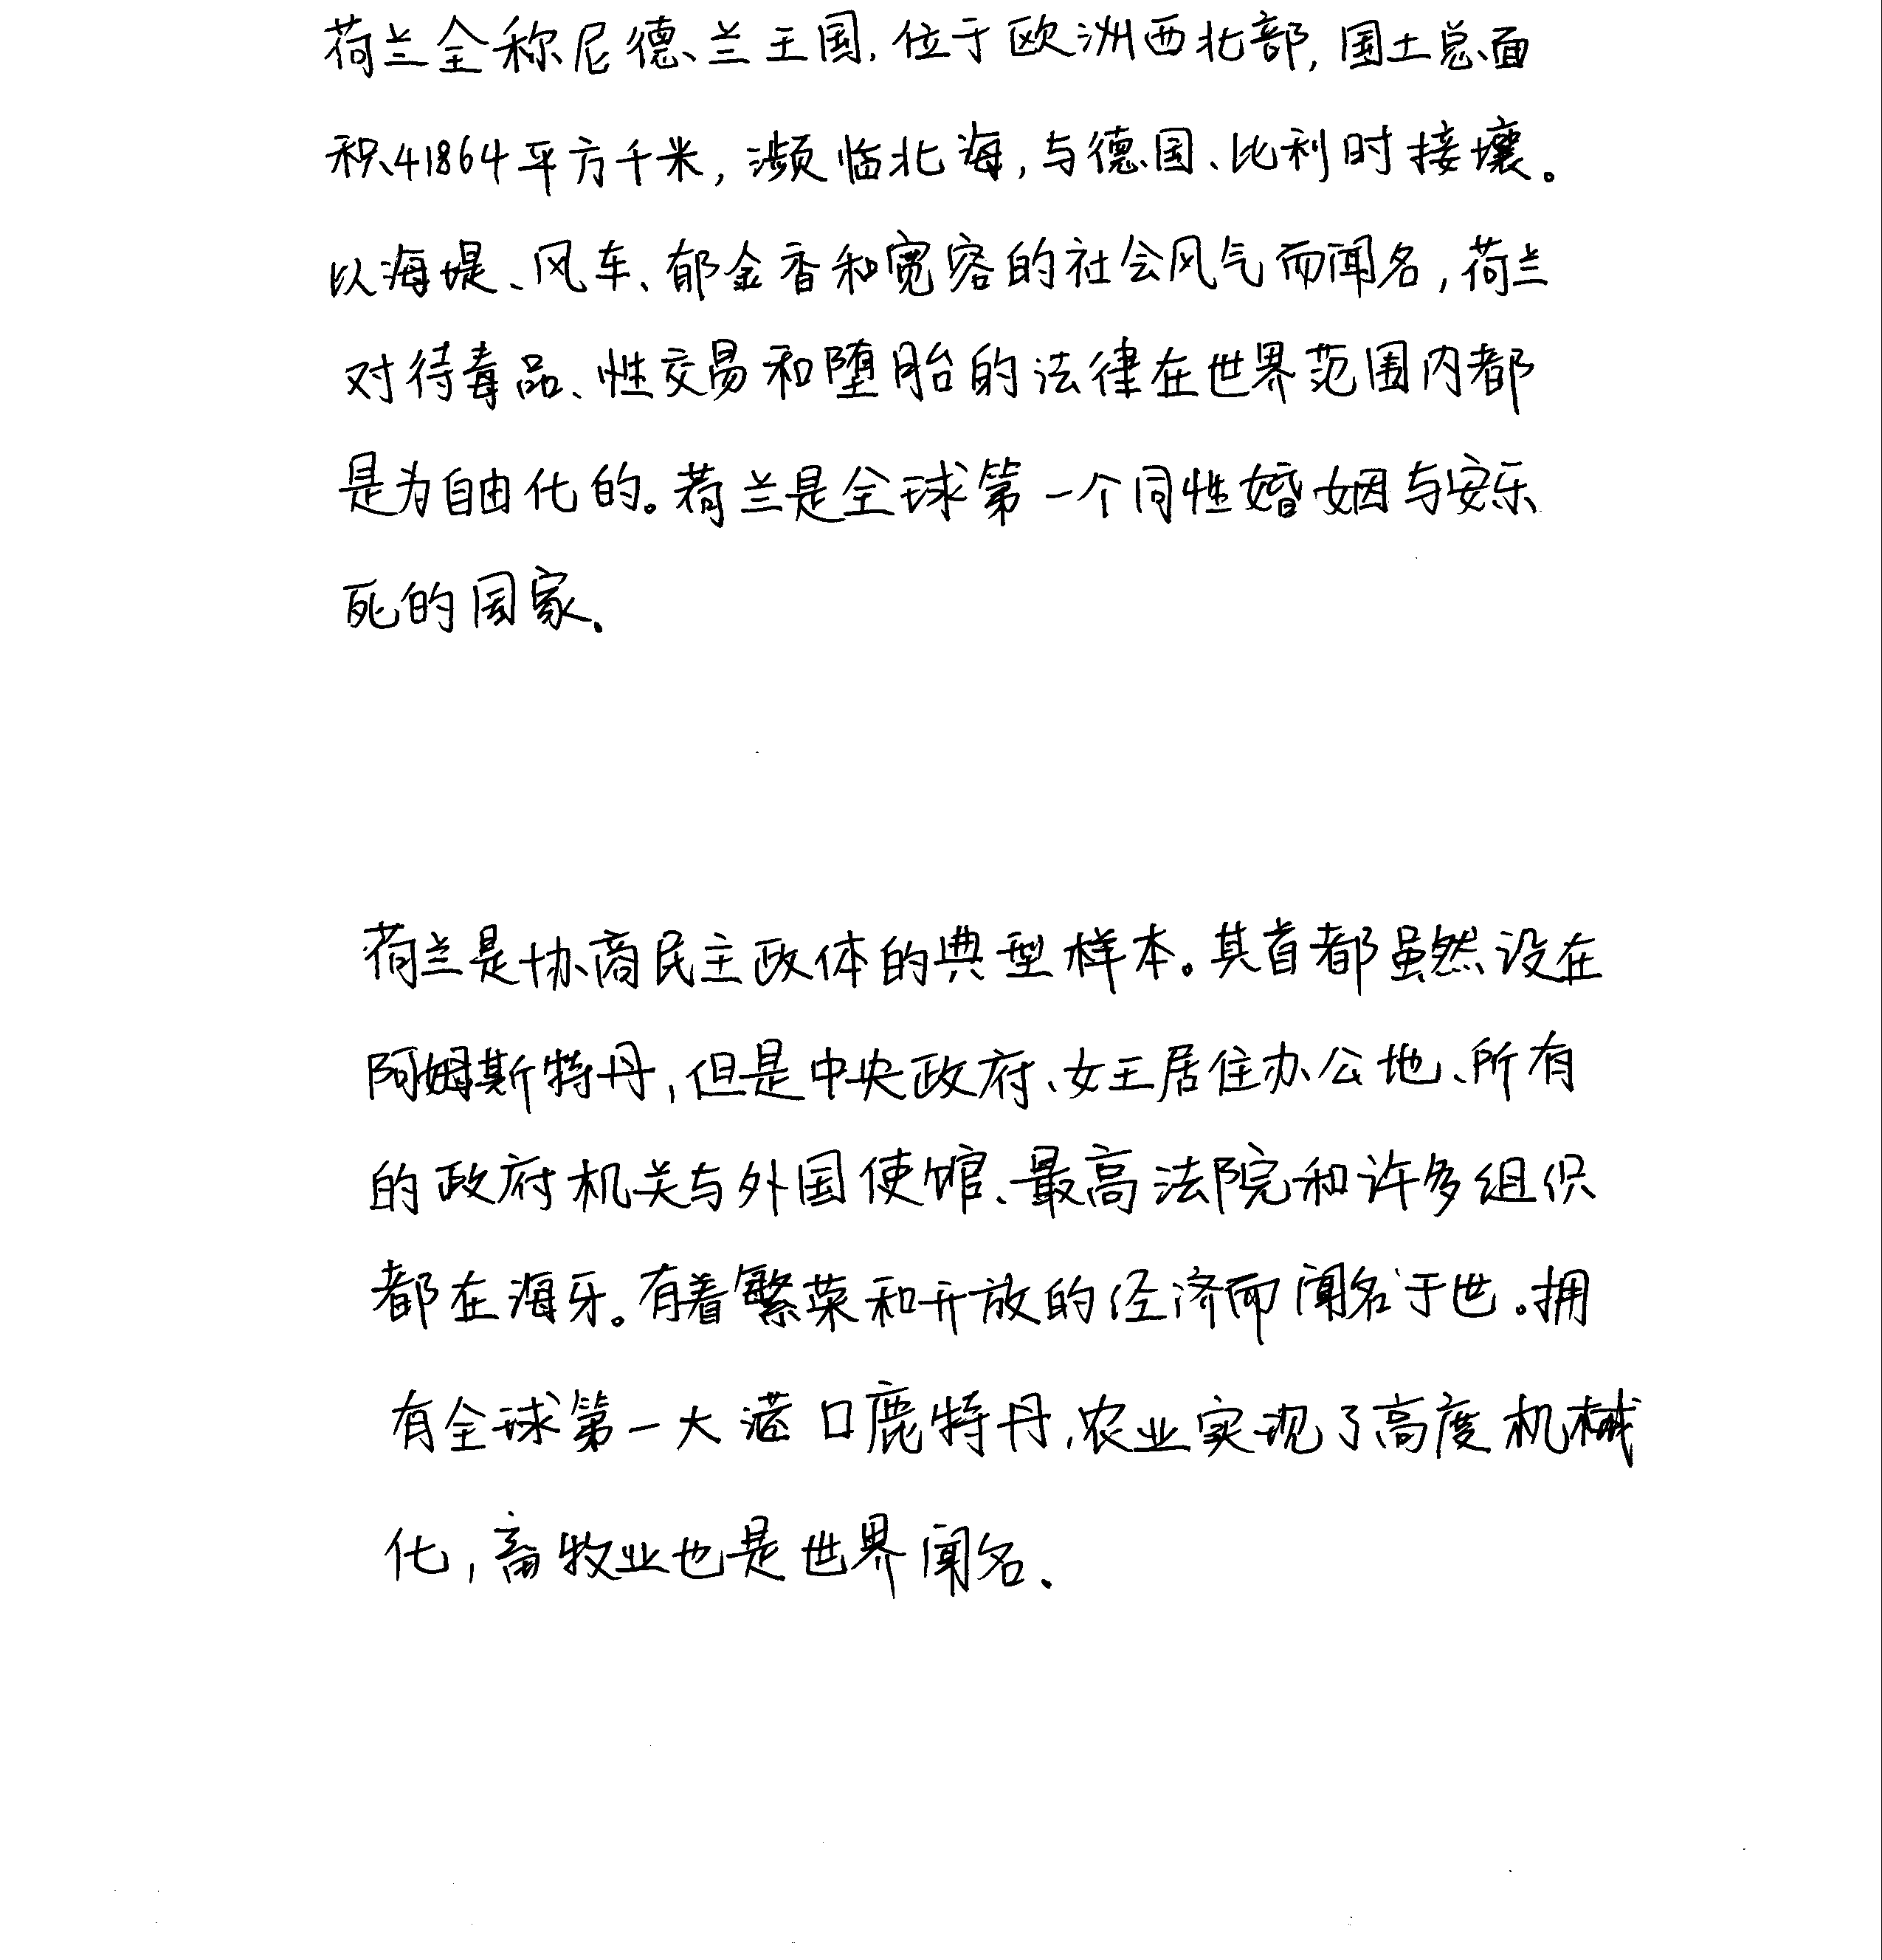 荷兰全称尼德兰王国,位于欧洲西北部,国土总面
积41864平方千米,濒临北海,与德国、比利时接壤。
以海堤、风车、郁金香和宽容的社会风气而闻名,荷兰
对待毒品、性交易和堕胎的法律在世界范围内都
是为自由化的。荷兰是全球第一个同性婚姻与安乐
死的国家.
荷兰是协商民主政体的典型样本。其首都虽然设在
阿姆斯特丹,但是中央政府、女王居住办公地、所有
的政府机关与外国使馆、最高法院和许多组织
都在海牙。有着繁荣和开放的经济而闻名于世。拥
有全球第一大港口鹿特丹,农业实现了高度机械
化,畜牧业也是世界闻名.